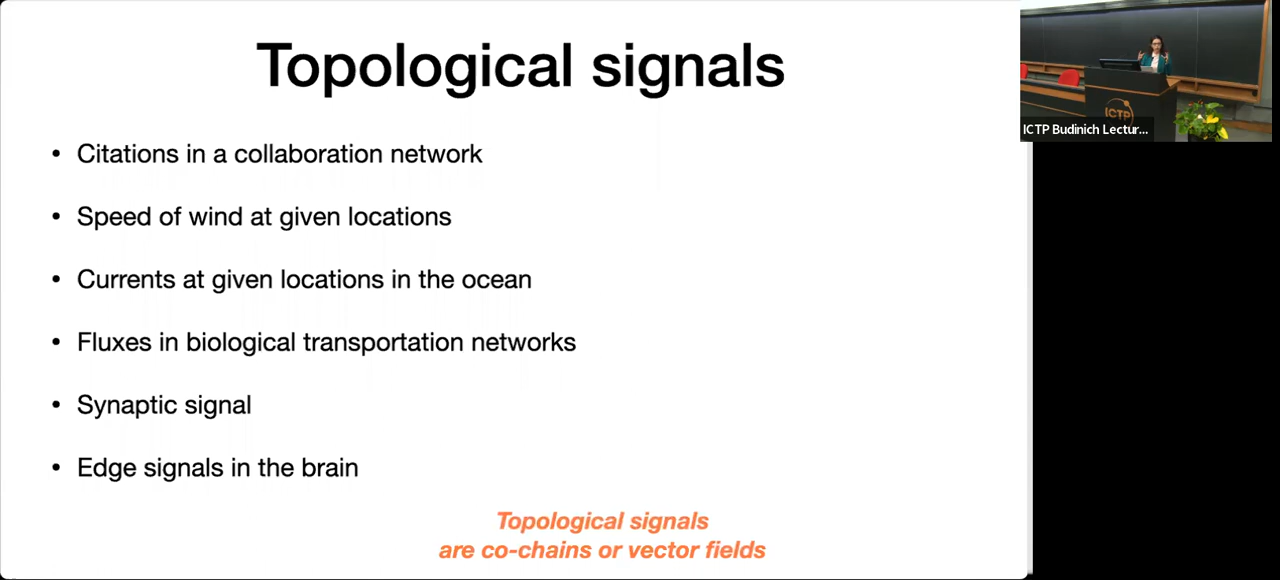 Topological signals
• Citations in a collaboration network
• Speed of wind at given locations
• Currents at given locations in the ocean
• Fluxes in biological transportation networks
• Synaptic signal
• Edge signals in the brain
Topological signals
are co-chains or vector fields
ICTP
ICTP Budinich Lectur...